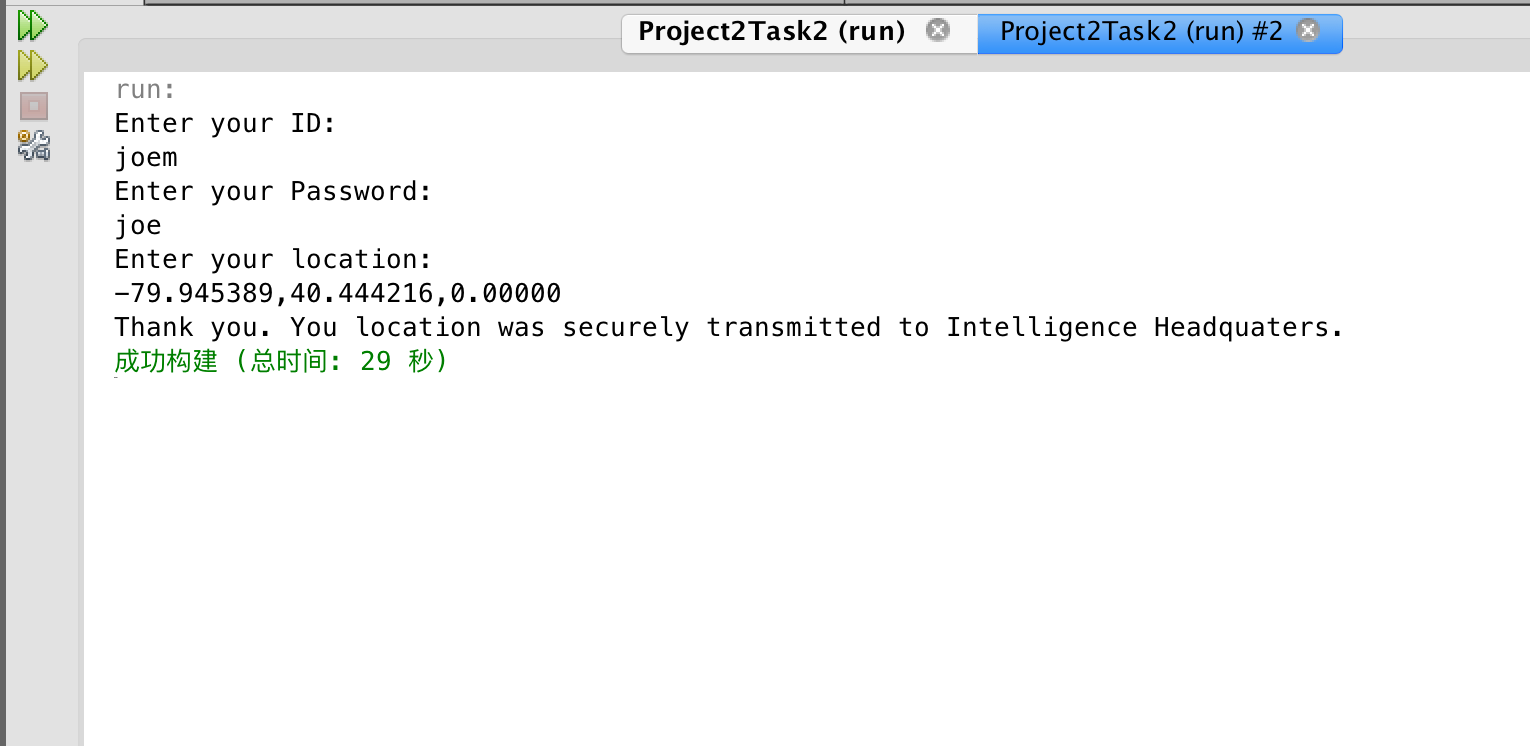 Project2Task2 (run) Project2Task2 (run) #2
run:
Enter your ID:
joem
Enter your Password:
joe
Enter your location:
-79.945389,40.444216,0.00000
Thank you. You location was securely transmitted to Intelligence Headquaters.
成功构建 (总时间: 29 秒)